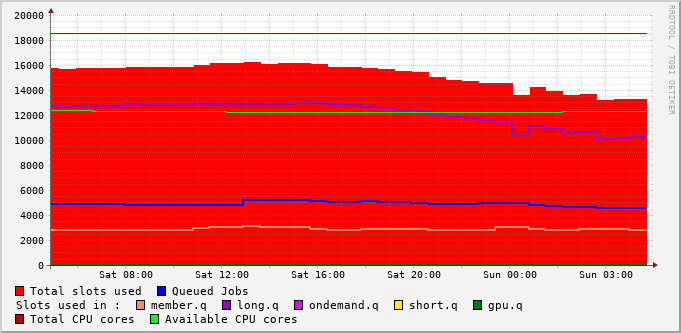 20000
18000
16000
14000
12000
10000
8000
6000
4000
2000
0
Sat 08:00 Sat 12:00 Sat 16:00 Sat 20:00 Sun 00:00 Sun 03:00
RRDTOOL / TOBI OETIKER
Total slots used Queued Jobs
Slots used in : member.q long.q ondemand.q short.q gpu.q
Total CPU cores Available CPU cores